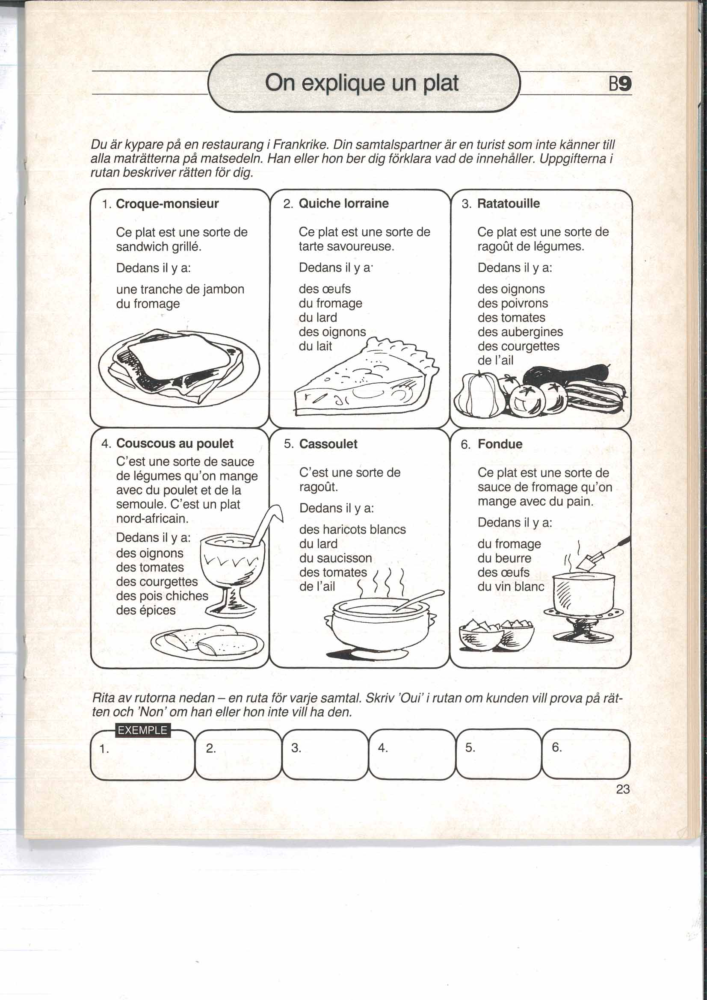 On explique un plat
B9
Du är kypare på en restaurang i Frankrike. Din samtalspartner är en turist som inte känner till
alla maträtterna på matsedeln. Han eller hon ber dig förklara vad de innehåller. Uppgifterna i
rutan beskriver rätten för dig.
1. Croque-monsieur
Ce plat est une sorte de
sandwich grillé.
Dedans il y a:
une tranche de jambon
du fromage
2. Quiche lorraine
Ce plat est une sorte de
tarte savoureuse.
Dedans il y a:
des œufs
du fromage
du lard
des oignons
du lait
3. Ratatouille
Ce plat est une sorte de
ragoût de légumes.
Dedans il y a:
des oignons
des poivrons
des tomates
des aubergines
des courgettes
de l'ail
4. Couscous au poulet
C'est une sorte de sauce
de légumes qu'on mange
avec du poulet et de la
semoule. C'est un plat
nord-africain.
Dedans il y a:
des oignons
des tomates
des courgettes
des pois chiches
des épices
5. Cassoulet
C'est une sorte de
ragoût.
Dedans il y a:
des haricots blancs
du lard
du saucisson
des tomates
de l'ail
6. Fondue
Ce plat est une sorte de
sauce de fromage qu'on
mange avec du pain.
Dedans il y a:
du fromage
du beurre
des œufs
du vin blanc
Rita av rutorna nedan – en ruta för varje samtal. Skriv 'Oui' i rutan om kunden vill prova på rät-
ten och 'Non' om han eller hon inte vill ha den.
EXEMPLE
1.
2.
3.
4.
5.
6.
23